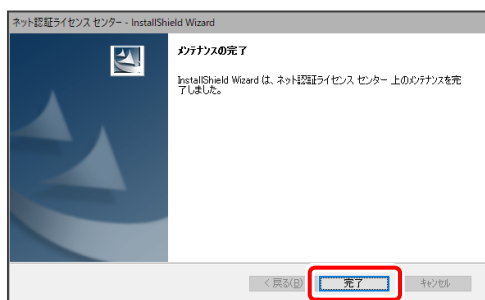 ネット認証ライセンス センター - InstallShield Wizard
メンテナンスの完了
InstallShield Wizard は、ネット認証ライセンス センター 上のメンテナンスを完
了しました。
< 戻る(B) 完了 キャンセル